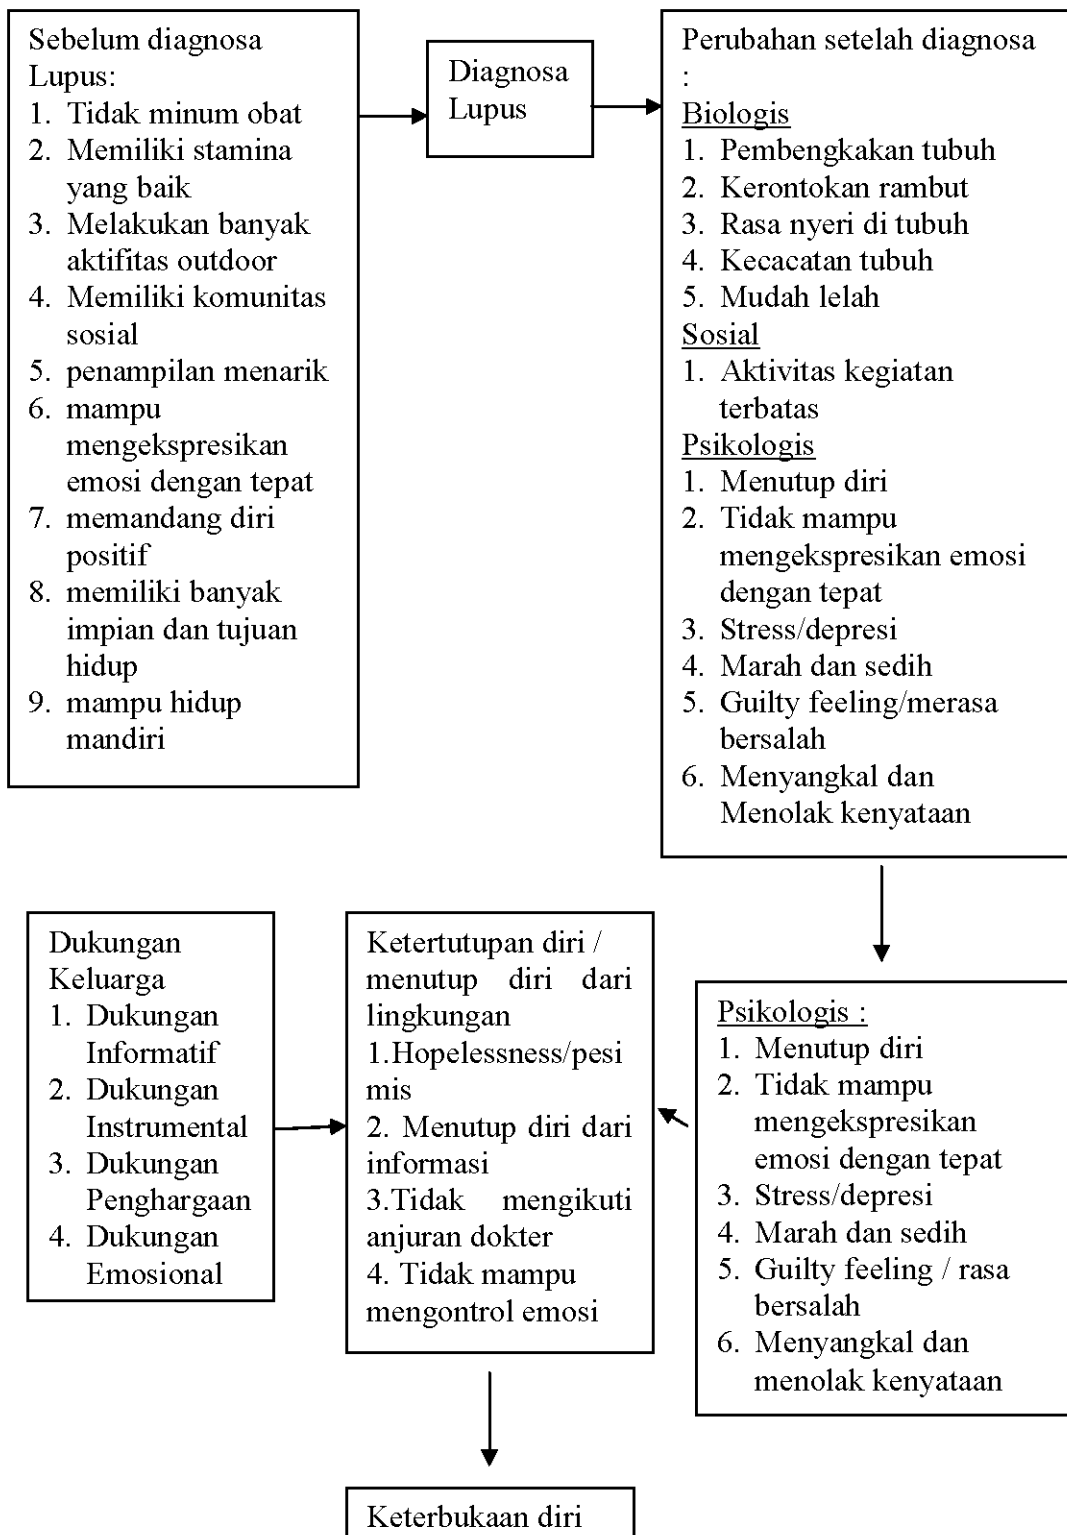 Sebelum diagnosa
Lupus:
1. Tidak minum obat
2. Memiliki stamina
yang baik
3. Melakukan banyak
aktifitas outdoor
4. Memiliki komunitas
sosial
5. penampilan menarik
6. mampu
mengekspresikan
emosi dengan tepat
7. memandang diri
positif
8. memiliki banyak
impian dan tujuan
hidup
9. mampu hidup
mandiri
Diagnosa
Lupus
Perubahan setelah diagnosa
:
Biologis
1. Pembengkakan tubuh
2. Kerontokan rambut
3. Rasa nyeri di tubuh
4. Kecacatan tubuh
5. Mudah lelah
Sosial
1. Aktivitas kegiatan
terbatas
Psikologis
1. Menutup diri
2. Tidak mampu
mengekspresikan emosi
dengan tepat
3. Stress/depresi
4. Marah dan sedih
5. Guilty feeling/merasa
bersalah
6. Menyangkal dan
Menolak kenyataan
Dukungan
Keluarga
1. Dukungan
Informatif
2. Dukungan
Instrumental
3. Dukungan
Penghargaan
4. Dukungan
Emosional
Ketertutupan diri /
menutup diri dari
lingkungan
1.Hopelessness/pesi
mis
2. Menutup diri dari
informasi
3.Tidak mengikuti
anjuran dokter
4. Tidak mampu
mengontrol emosi
Psikologis :
1. Menutup diri
2. Tidak mampu
mengekspresikan
emosi dengan tepat
3. Stress/depresi
4. Marah dan sedih
5. Guilty feeling / rasa
bersalah
6. Menyangkal dan
menolak kenyataan
Keterbukaan diri